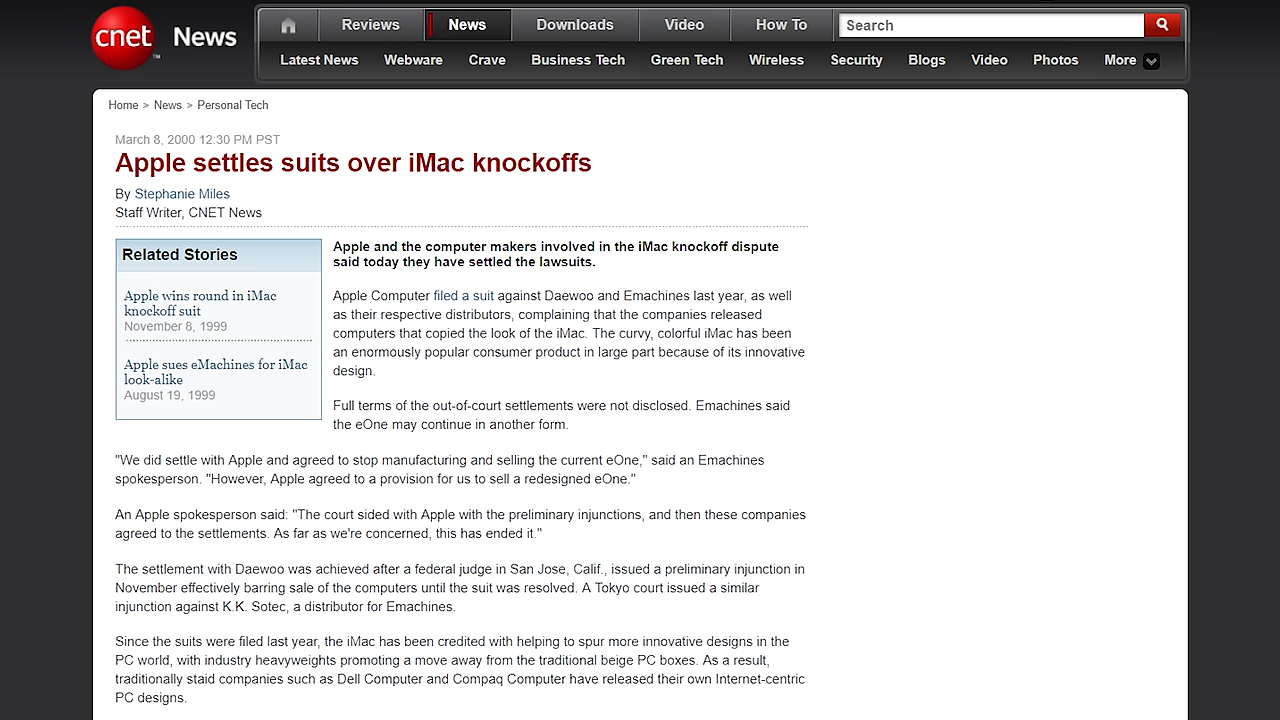 cnet News
Reviews News Downloads Video How To Search
Latest News Webware Crave Business Tech Green Tech Wireless Security Blogs Video Photos More
Home > News > Personal Tech
March 8, 2000 12:30 PM PST
Apple settles suits over iMac knockoffs
By Stephanie Miles
Staff Writer, CNET News
Related Stories
Apple wins round in iMac
knockoff suit
November 8, 1999
Apple sues eMachines for iMac
look-alike
August 19, 1999
Apple and the computer makers involved in the iMac knockoff dispute
said today they have settled the lawsuits.
Apple Computer filed a suit against Daewoo and Emachines last year, as well
as their respective distributors, complaining that the companies released
computers that copied the look of the iMac. The curvy, colorful iMac has been
an enormously popular consumer product in large part because of its innovative
design.
Full terms of the out-of-court settlements were not disclosed. Emachines said
the eOne may continue in another form.
"We did settle with Apple and agreed to stop manufacturing and selling the current eOne," said an Emachines
spokesperson. "However, Apple agreed to a provision for us to sell a redesigned eOne."
An Apple spokesperson said: "The court sided with Apple with the preliminary injunctions, and then these companies
agreed to the settlements. As far as we're concerned, this has ended it."
The settlement with Daewoo was achieved after a federal judge in San Jose, Calif., issued a preliminary injunction in
November effectively barring sale of the computers until the suit was resolved. A Tokyo court issued a similar
injunction against K.K. Sotec, a distributor for Emachines.
Since the suits were filed last year, the iMac has been credited with helping to spur more innovative designs in the
PC world, with industry heavyweights promoting a move away from the traditional beige PC boxes. As a result,
traditionally staid companies such as Dell Computer and Compaq Computer have released their own Internet-centric
PC designs.